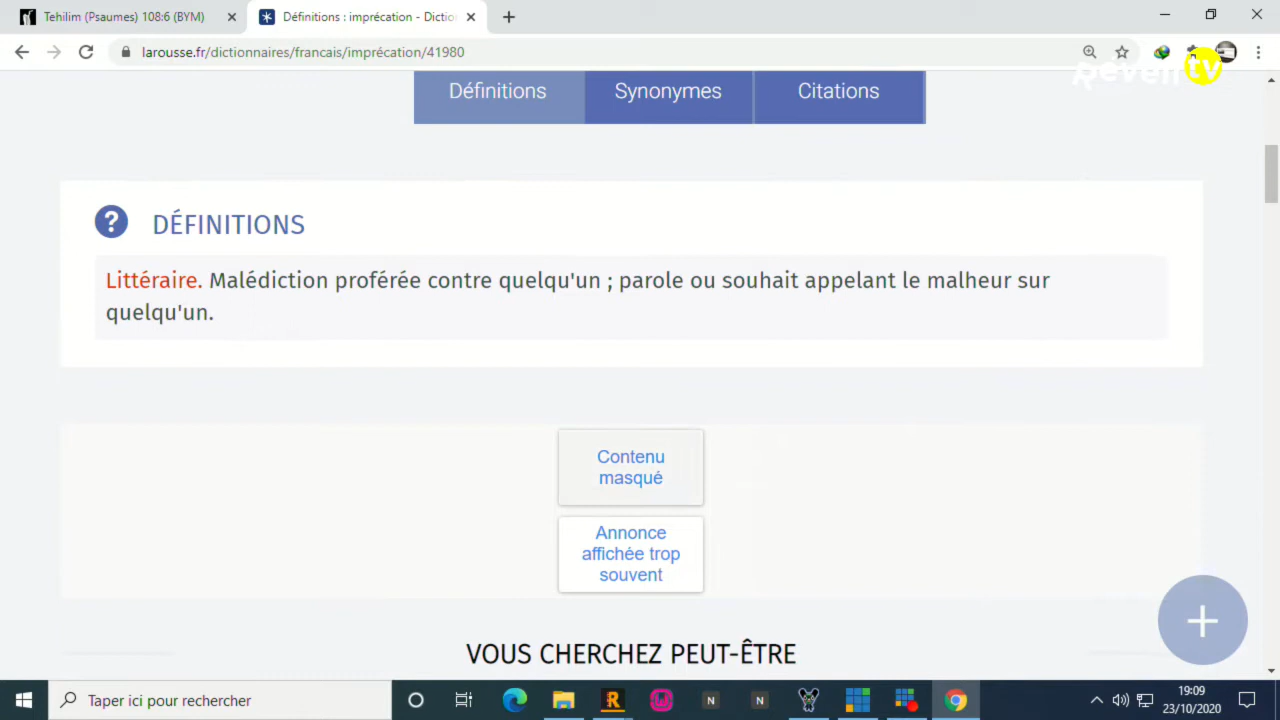 Tehilim (Psaumes) 108:6 (BYM)
Définitions : imprécation - Dictio
larousse.fr/dictionnaires/francais/imprécation/41980
tv
Définitions
Synonymes
Citations
? DÉFINITIONS
Littéraire. Malédiction proférée contre quelqu'un ; parole ou souhait appelant le malheur sur
quelqu'un.
Contenu
masqué
Annonce
affichée trop
souvent
VOUS CHERCHEZ PEUT-ÊTRE
Taper ici pour rechercher
R
N
N
19:09
23/10/2020